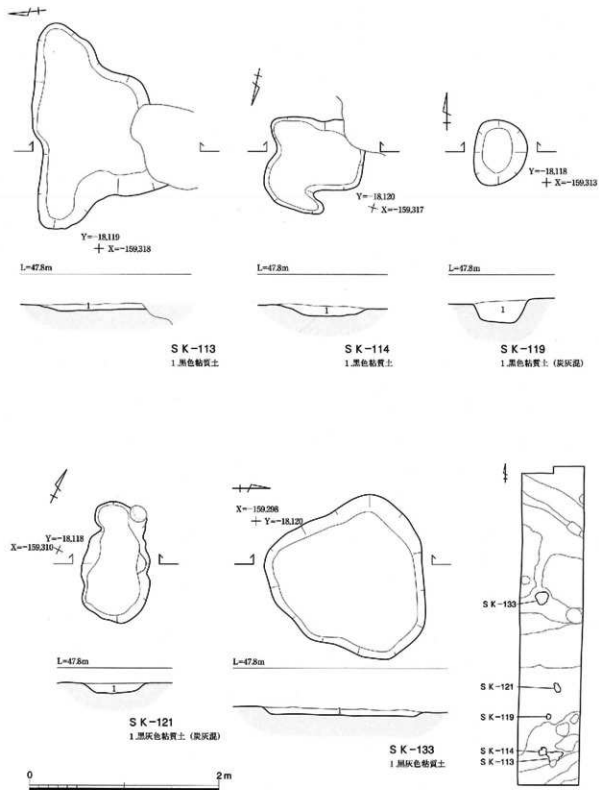 Y=-18,119
X=-159,318
L=47.8m
1
SK-113
1.黒色粘質土
Y=-18,120
X=-159,317
L=47.8m
1
SK-114
1.黒色粘質土
Y=-18,118
X=-159,313
L=47.8m
1
SK-119
1.黒色粘質土（炭灰混）
Y=-18,118
X=-159,310
L=47.8m
1
SK-121
1.黒灰色粘質土（炭灰混）
X=-159,298
Y=-18,120
L=47.8m
1
SK-133
1.黒灰色粘質土
SK-133
SK-121
SK-119
SK-114
SK-113
0 2m